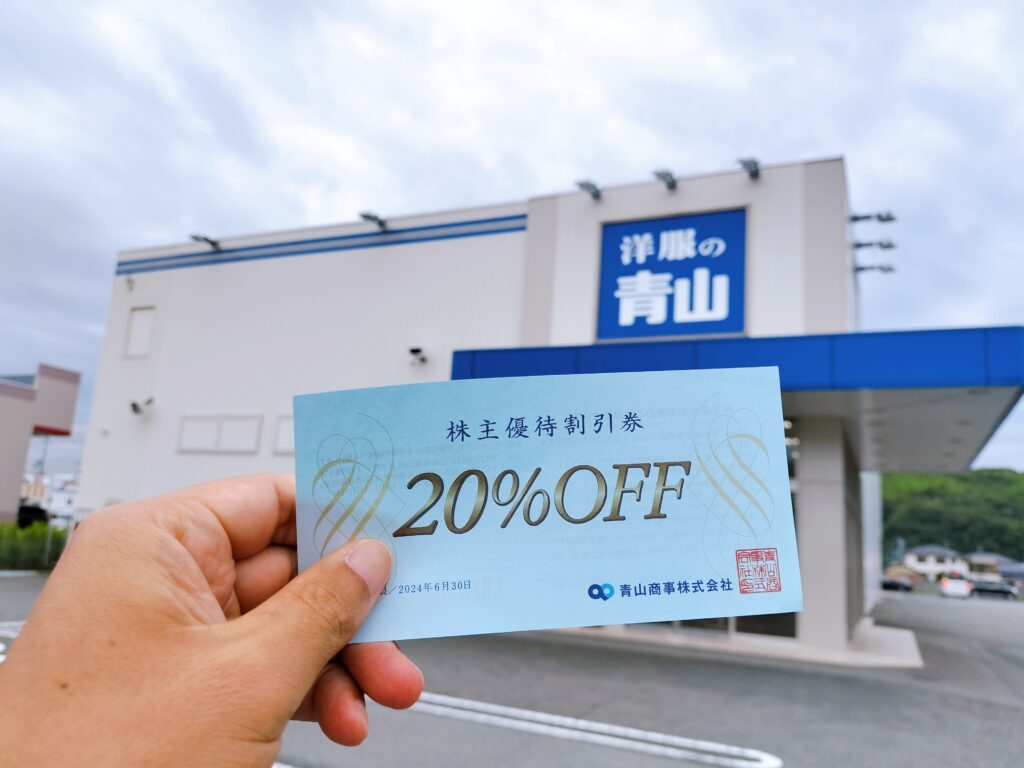 洋服の
青山
株主優待割引券
20%OFF
／2024年6月30日
青山商事株式会社